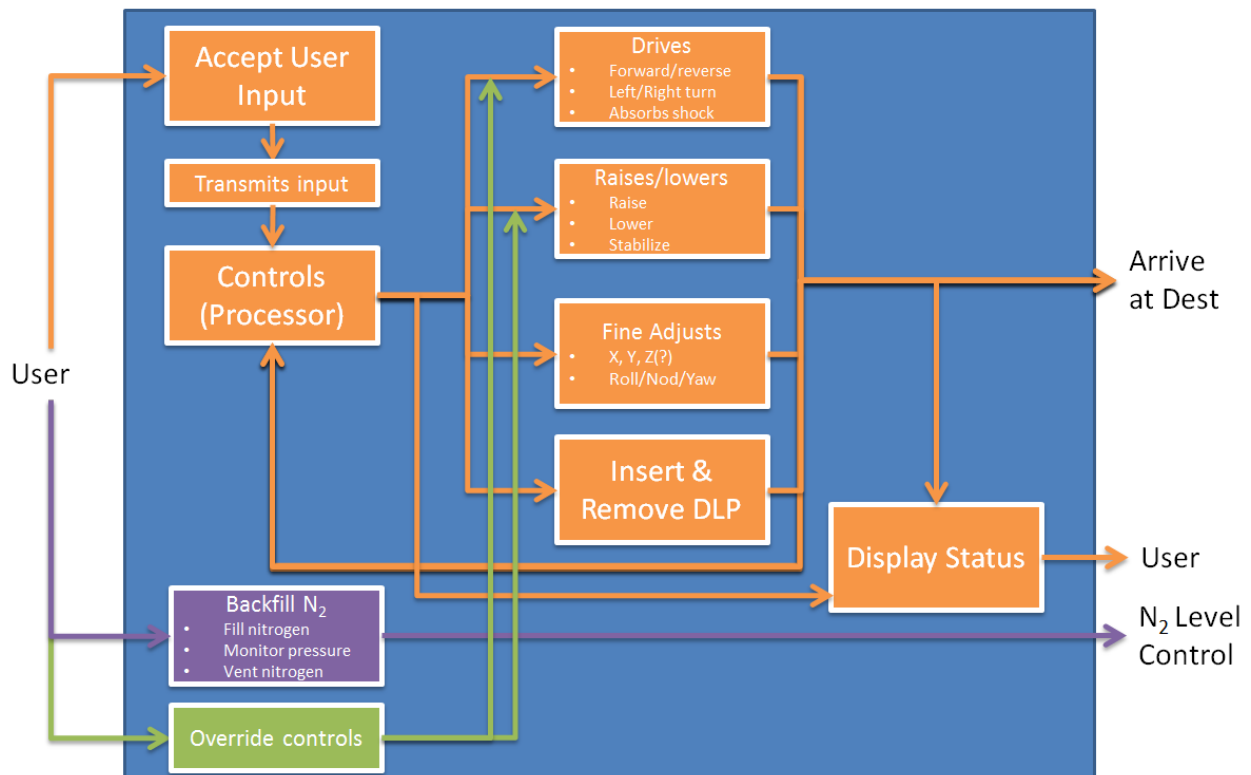 Accept User
Input
Transmits input
Controls
(Processor)
User
Drives
• Forward/reverse
• Left/Right turn
• Absorbs shock
Raises/lowers
• Raise
• Lower
• Stabilize
Fine Adjusts
• X, Y, Z(?)
• Roll/Nod/Yaw
Insert &
Remove DLP
Arrive
at Dest
Display Status
User
Backfill N₂
• Fill nitrogen
• Monitor pressure
• Vent nitrogen
N₂ Level
Control
Override controls